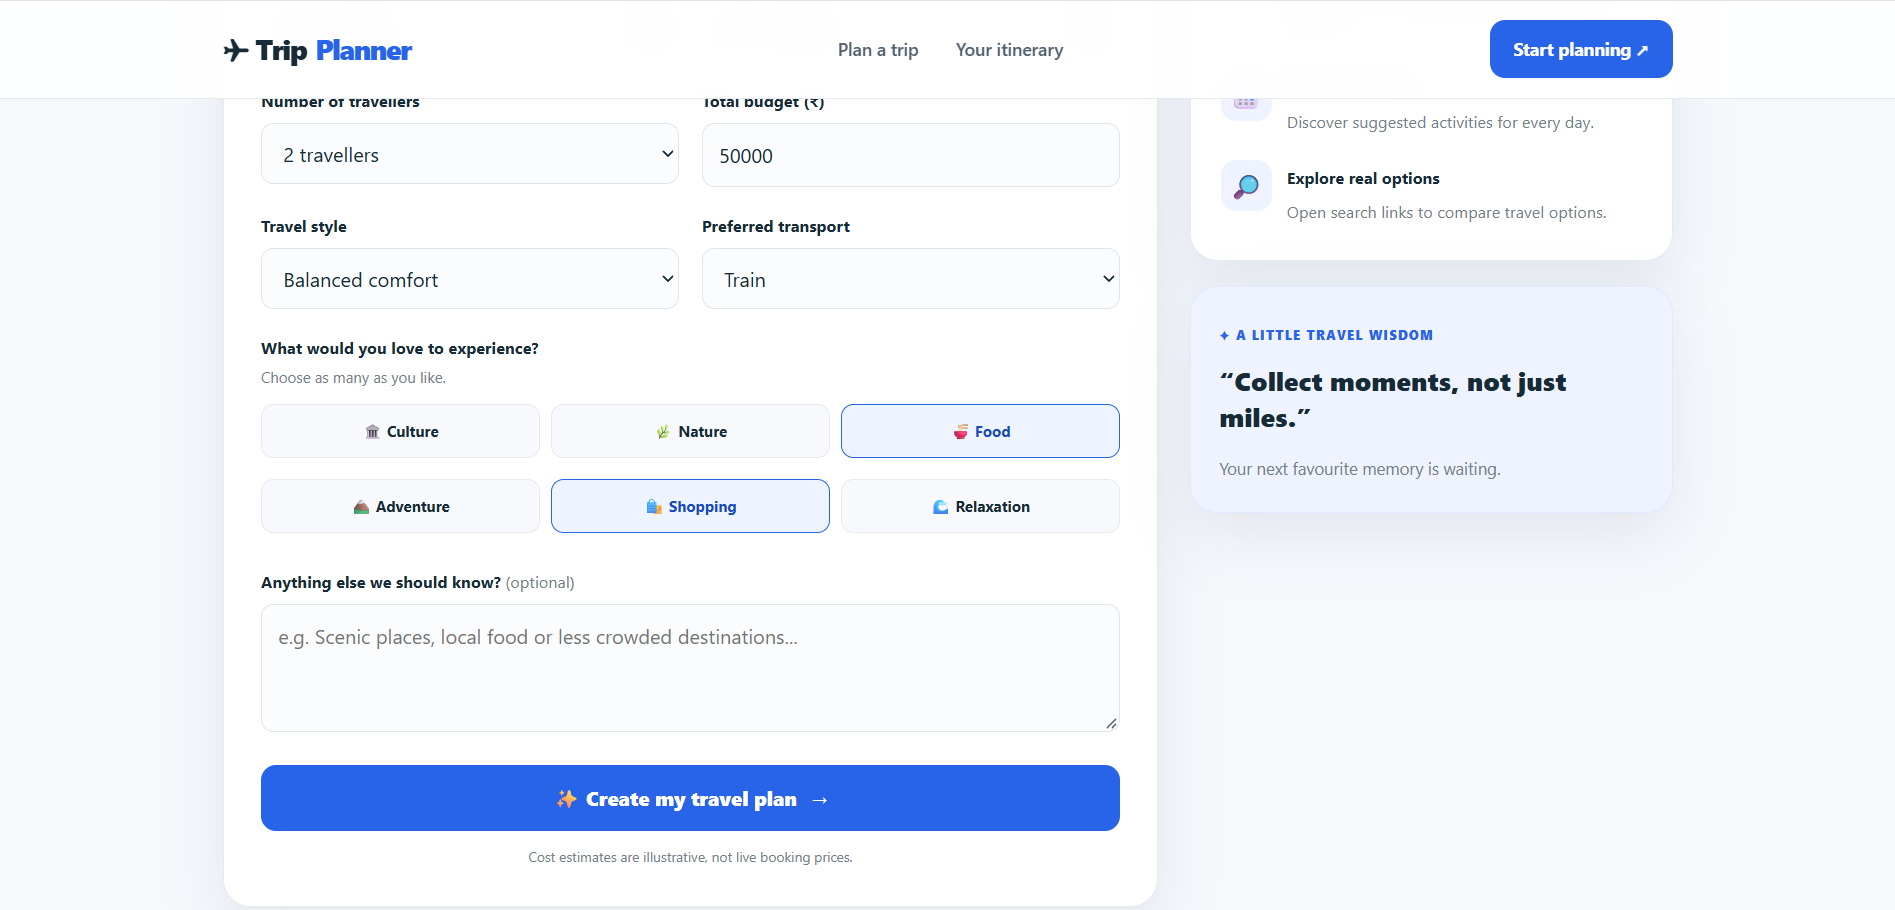 ✈ Trip Planner
Plan a trip
Your itinerary
Start planning ↗
Number of travellers
Total budget (₹)
2 travellers
50000
Travel style
Preferred transport
Balanced comfort
Train
What would you love to experience?
Choose as many as you like.
Culture
Nature
Food
Adventure
Shopping
Relaxation
Anything else we should know? (optional)
e.g. Scenic places, local food or less crowded destinations...
✨ Create my travel plan →
Cost estimates are illustrative, not live booking prices.
Discover suggested activities for every day.
Explore real options
Open search links to compare travel options.
✦ A LITTLE TRAVEL WISDOM
“Collect moments, not just
miles.”
Your next favourite memory is waiting.